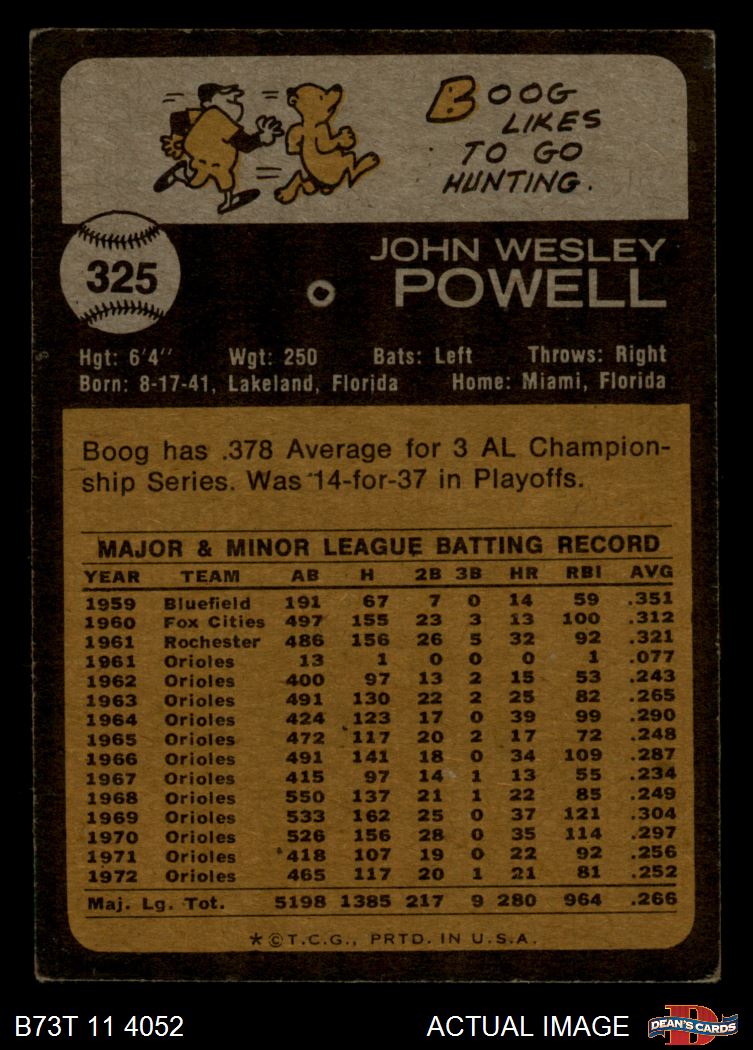 BOOG
LIKES
TO GO
HUNTING.
325
JOHN WESLEY
POWELL
Hgt: 6'4" Wgt: 250 Bats: Left Throws: Right
Born: 8-17-41, Lakeland, Florida Home: Miami, Florida
Boog has .378 Average for 3 AL Champion-
ship Series. Was 14-for-37 in Playoffs.
MAJOR & MINOR LEAGUE BATTING RECORD
YEAR TEAM AB H 2B 3B HR RBI AVG
1959 Bluefield 191 67 7 0 14 59 .351
1960 Fox Cities 497 155 23 3 13 100 .312
1961 Rochester 486 156 26 5 32 92 .321
1961 Orioles 13 1 0 0 0 1 .077
1962 Orioles 400 97 13 2 15 53 .243
1963 Orioles 491 130 22 2 25 82 .265
1964 Orioles 424 123 17 0 39 99 .290
1965 Orioles 472 117 20 2 17 72 .248
1966 Orioles 491 141 18 0 34 109 .287
1967 Orioles 415 97 14 1 13 55 .234
1968 Orioles 550 137 21 1 22 85 .249
1969 Orioles 533 162 25 0 37 121 .304
1970 Orioles 526 156 28 0 35 114 .297
1971 Orioles 418 107 19 0 22 92 .256
1972 Orioles 465 117 20 1 21 81 .252
Maj. Lg. Tot. 5198 1385 217 9 280 964 .266
*©T.C.G., PRTD. IN U.S.A.
B73T 11 4052 ACTUAL IMAGE
D
DEAN'S CARDS